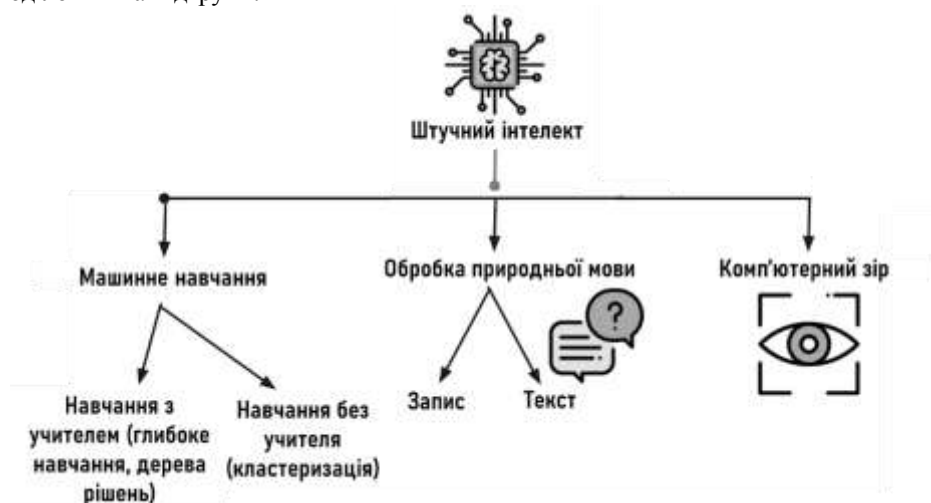 Штучний інтелект
Машинне навчання
Обробка природньої мови
Комп'ютерний зір
?
Навчання з
учителем (глибоке
навчання, дерева
рішень)
Навчання без
учителя
(кластеризація)
Запис
Текст